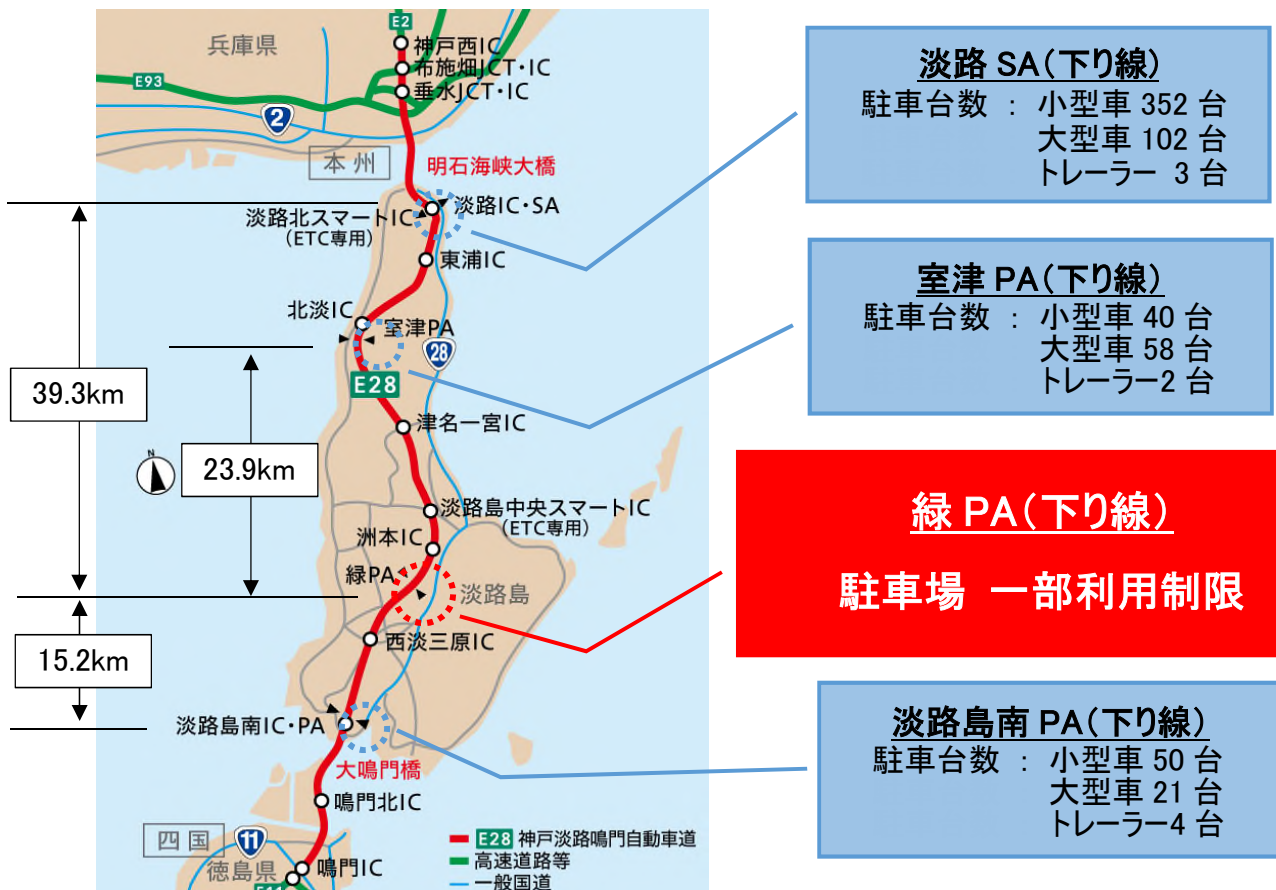 E2
兵庫県
神戸西IC
布施畑JCT・IC
E93
垂水JCT・IC
2
本州
明石海峡大橋
淡路IC・SA
淡路北スマートIC
(ETC専用)
東浦IC
北淡IC
室津PA
28
E28
39.3km
津名一宮IC
N
23.9km
淡路島中央スマートIC
(ETC専用)
洲本IC
緑PA
淡路島
西淡三原IC
15.2km
淡路島南IC・PA
大鳴門橋
鳴門北IC
四国
11
徳島県
鳴門IC
E11
E28 神戸淡路鳴門自動車道
高速道路等
一般国道
淡路 SA(下り線)
駐車台数 : 小型車 352 台
大型車 102 台
トレーラー 3 台
室津 PA(下り線)
駐車台数 : 小型車 40 台
大型車 58 台
トレーラー2 台
緑 PA(下り線)
駐車場 一部利用制限
淡路島南 PA(下り線)
駐車台数 : 小型車 50 台
大型車 21 台
トレーラー4 台